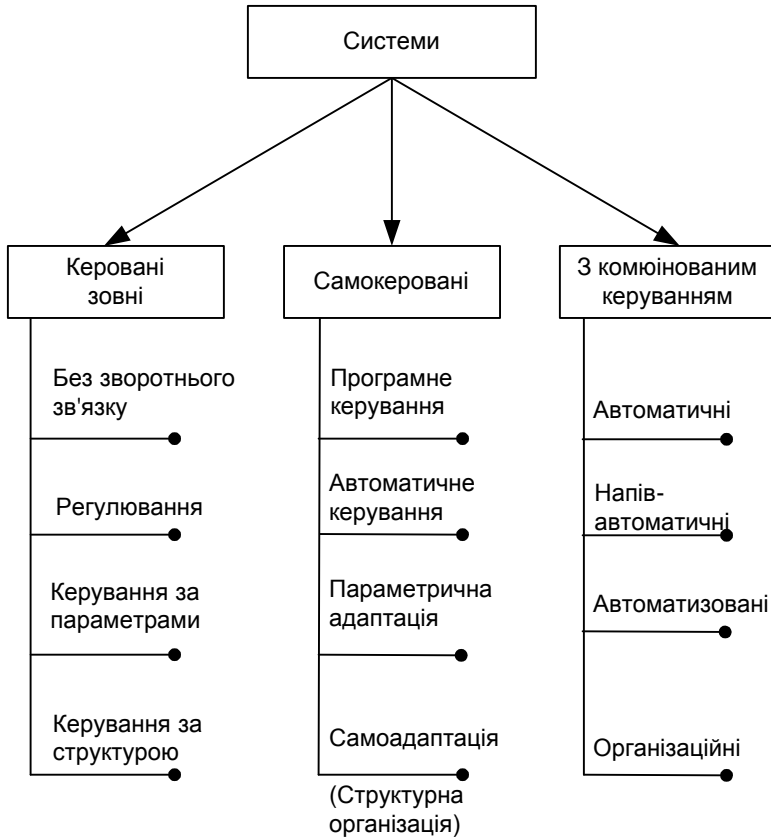 Системи
Керовані
зовні
Самокеровані
З комюінованим
керуванням
Без зворотнього
зв'язку
Регулювання
Керування за
параметрами
Керування за
структурою
Програмне
керування
Автоматичне
керування
Параметрична
адаптація
Самоадаптація
(Структурна
організація)
Автоматичні
Напів-
автоматичні
Автоматизовані
Організаційні